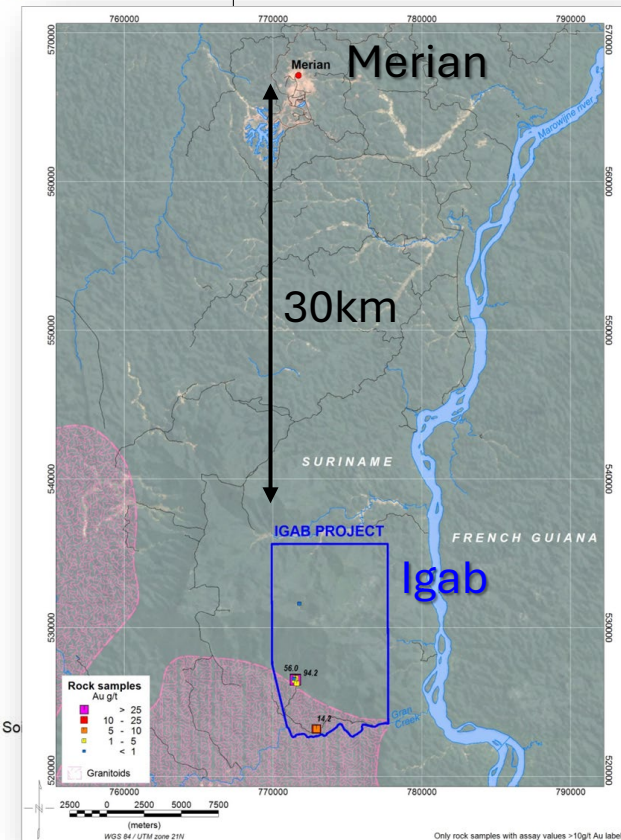 760000 770000 780000 790000
570000 570000
Merian Merian
Marowijne river
560000 560000
30km
550000 550000
SURINAME
540000 540000
IGAB PROJECT
FRENCH GUIANA
Igab
530000 530000
56.0 94.2
14.2
Gran Creek
Rock samples
Au g/t
> 25
10 - 25
5 - 10
1 - 5
< 1
Granitoids
So
520000 520000
760000 770000 780000 790000
N
2500 0 2500 5000 7500
(meters)
WGS 84 / UTM zone 21N
Only rock samples with assay values >10g/t Au label